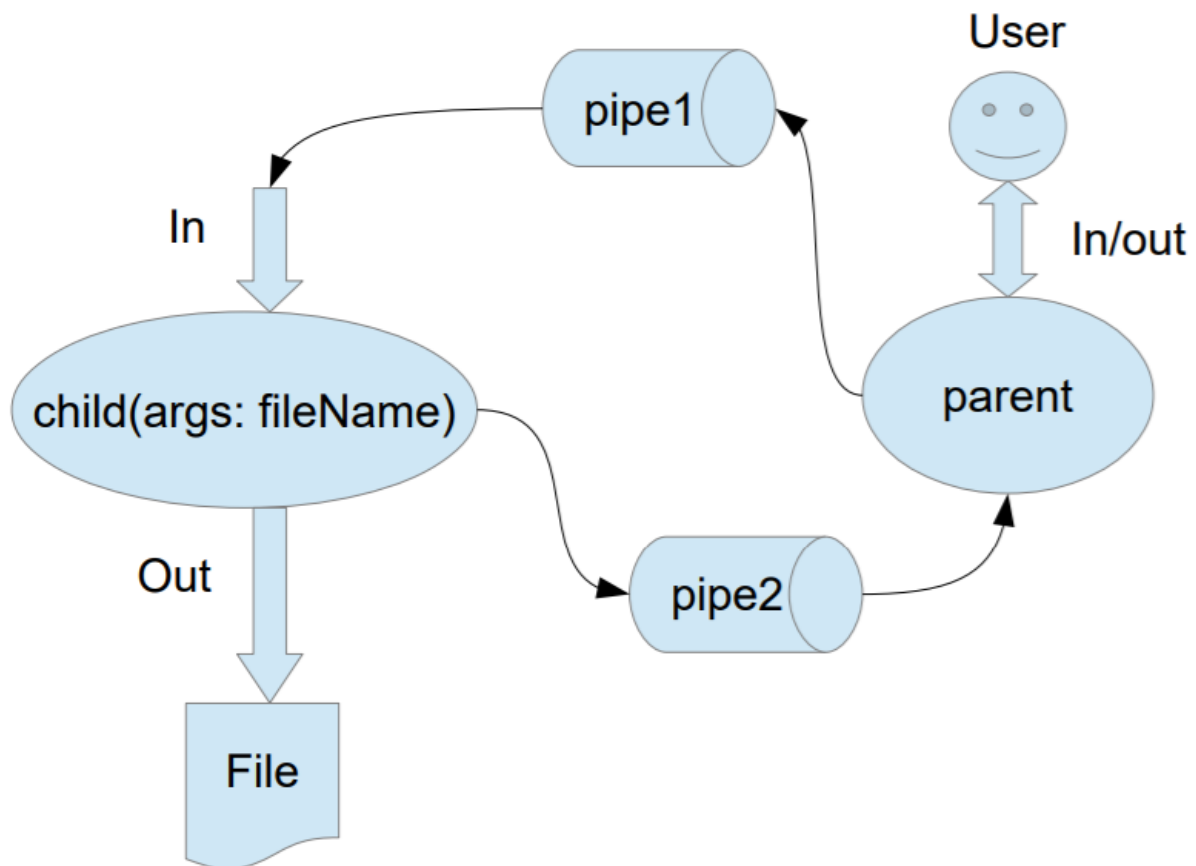 User
pipe1
In
In/out
child(args: fileName)
parent
Out
pipe2
File